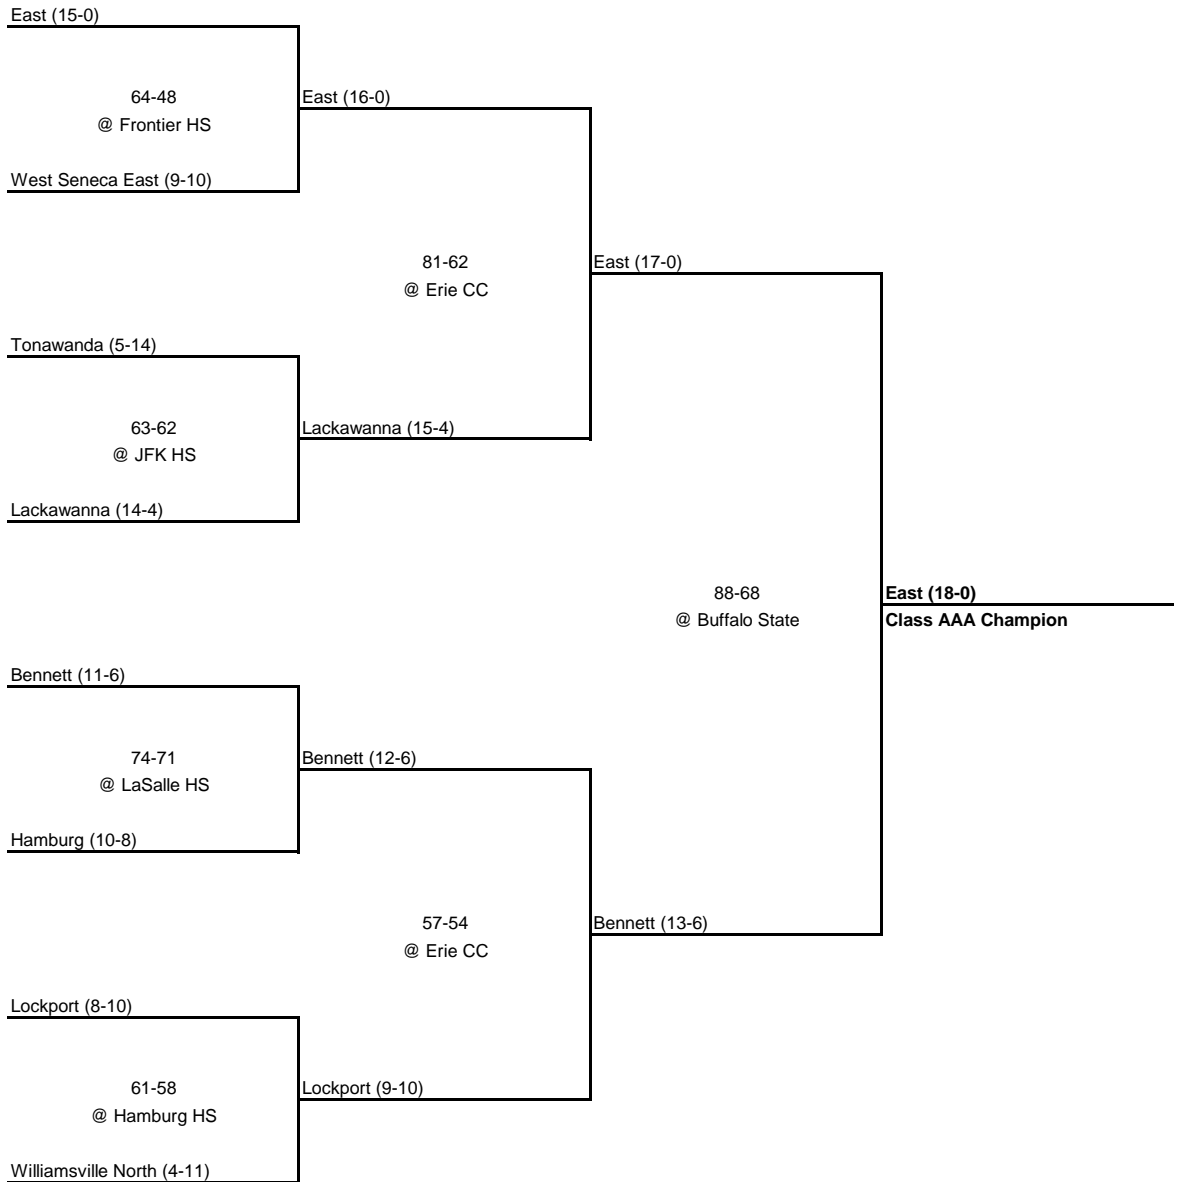 East (15-0)
64-48
@ Frontier HS
East (16-0)
West Seneca East (9-10)
81-62
@ Erie CC
East (17-0)
Tonawanda (5-14)
63-62
@ JFK HS
Lackawanna (15-4)
Lackawanna (14-4)
88-68
@ Buffalo State
East (18-0)
Class AAA Champion
Bennett (11-6)
74-71
@ LaSalle HS
Bennett (12-6)
Hamburg (10-8)
57-54
@ Erie CC
Bennett (13-6)
Lockport (8-10)
61-58
@ Hamburg HS
Lockport (9-10)
Williamsville North (4-11)